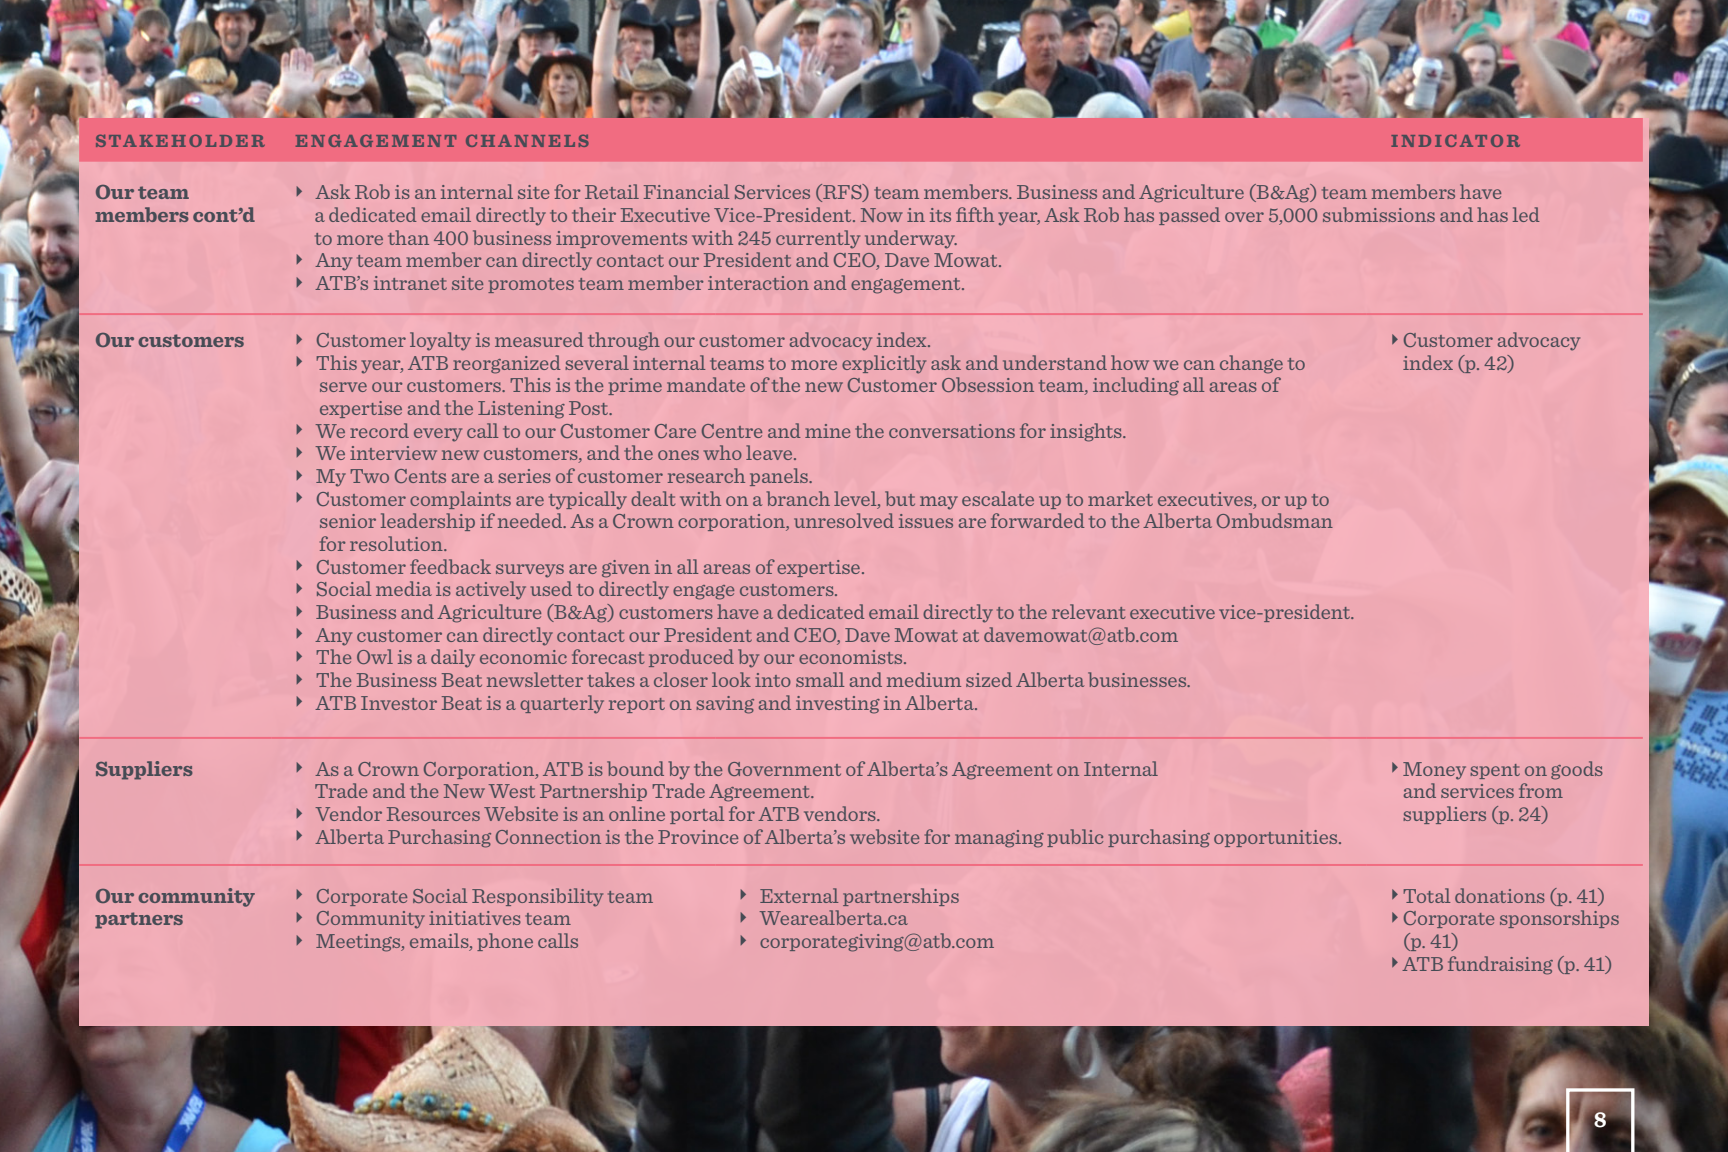 STAKEHOLDER ENGAGEMENT CHANNELS INDICATOR
Our team
members cont’d
Ask Rob is an internal site for Retail Financial Services (RFS) team members. Business and Agriculture (B&Ag) team members have
a dedicated email directly to their Executive Vice-President. Now in its fifth year, Ask Rob has passed over 5,000 submissions and has led
to more than 400 business improvements with 245 currently underway.
Any team member can directly contact our President and CEO, Dave Mowat.
ATB’s intranet site promotes team member interaction and engagement.
Our customers
Customer loyalty is measured through our customer advocacy index.
This year, ATB reorganized several internal teams to more explicitly ask and understand how we can change to
serve our customers. This is the prime mandate of the new Customer Obsession team, including all areas of
expertise and the Listening Post.
We record every call to our Customer Care Centre and mine the conversations for insights.
We interview new customers, and the ones who leave.
My Two Cents are a series of customer research panels.
Customer complaints are typically dealt with on a branch level, but may escalate up to market executives, or up to
senior leadership if needed. As a Crown corporation, unresolved issues are forwarded to the Alberta Ombudsman
for resolution.
Customer feedback surveys are given in all areas of expertise.
Social media is actively used to directly engage customers.
Business and Agriculture (B&Ag) customers have a dedicated email directly to the relevant executive vice-president.
Any customer can directly contact our President and CEO, Dave Mowat at davemowat@atb.com
The Owl is a daily economic forecast produced by our economists.
The Business Beat newsletter takes a closer look into small and medium sized Alberta businesses.
ATB Investor Beat is a quarterly report on saving and investing in Alberta.
Customer advocacy
index (p. 42)
Suppliers
As a Crown Corporation, ATB is bound by the Government of Alberta’s Agreement on Internal
Trade and the New West Partnership Trade Agreement.
Vendor Resources Website is an online portal for ATB vendors.
Alberta Purchasing Connection is the Province of Alberta’s website for managing public purchasing opportunities.
Money spent on goods
and services from
suppliers (p. 24)
Our community
partners
Corporate Social Responsibility team
Community initiatives team
Meetings, emails, phone calls
External partnerships
Wearealberta.ca
corporategiving@atb.com
Total donations (p. 41)
Corporate sponsorships
(p. 41)
ATB fundraising (p. 41)
8